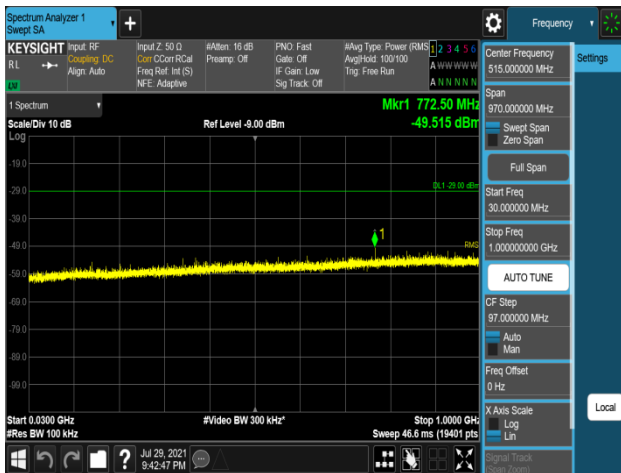 Spectrum Analyzer 1
Swept SA
+
Frequency
KEYSIGHT
RL
LXI
Input: RF
Coupling: DC
Align: Auto
Input Z: 50 Ω
Corr CCorr RCal
Freq Ref: Int (S)
NFE: Adaptive
#Atten: 16 dB
Preamp: Off
PNO: Fast
Gate: Off
IF Gain: Low
Sig Track: Off
#Avg Type: Power (RMS
Avg|Hold: 100/100
Trig: Free Run
1 2 3 4 5 6
A W W W W W
A N N N N N
1 Spectrum
Scale/Div 10 dB
Log
Ref Level -9.00 dBm
Mkr1 772.50 MHz
-49.515 dBm
-19.0
-29.0
-39.0
-49.0
-59.0
-69.0
-79.0
-89.0
-99.0
DL1 -29.00 dBm
1
RMS
Start 0.0300 GHz
#Res BW 100 kHz
#Video BW 300 kHz*
Stop 1.0000 GHz
Sweep 46.6 ms (19401 pts
Center Frequency
515.000000 MHz
Span
970.000000 MHz
Swept Span
Zero Span
Full Span
Start Freq
30.000000 MHz
Stop Freq
1.000000000 GHz
AUTO TUNE
CF Step
97.000000 MHz
Auto
Man
Freq Offset
0 Hz
X Axis Scale
Log
Lin
Signal Track
(Span Zoom)
Settings
Local
?
Jul 29, 2021
9:42:47 PM